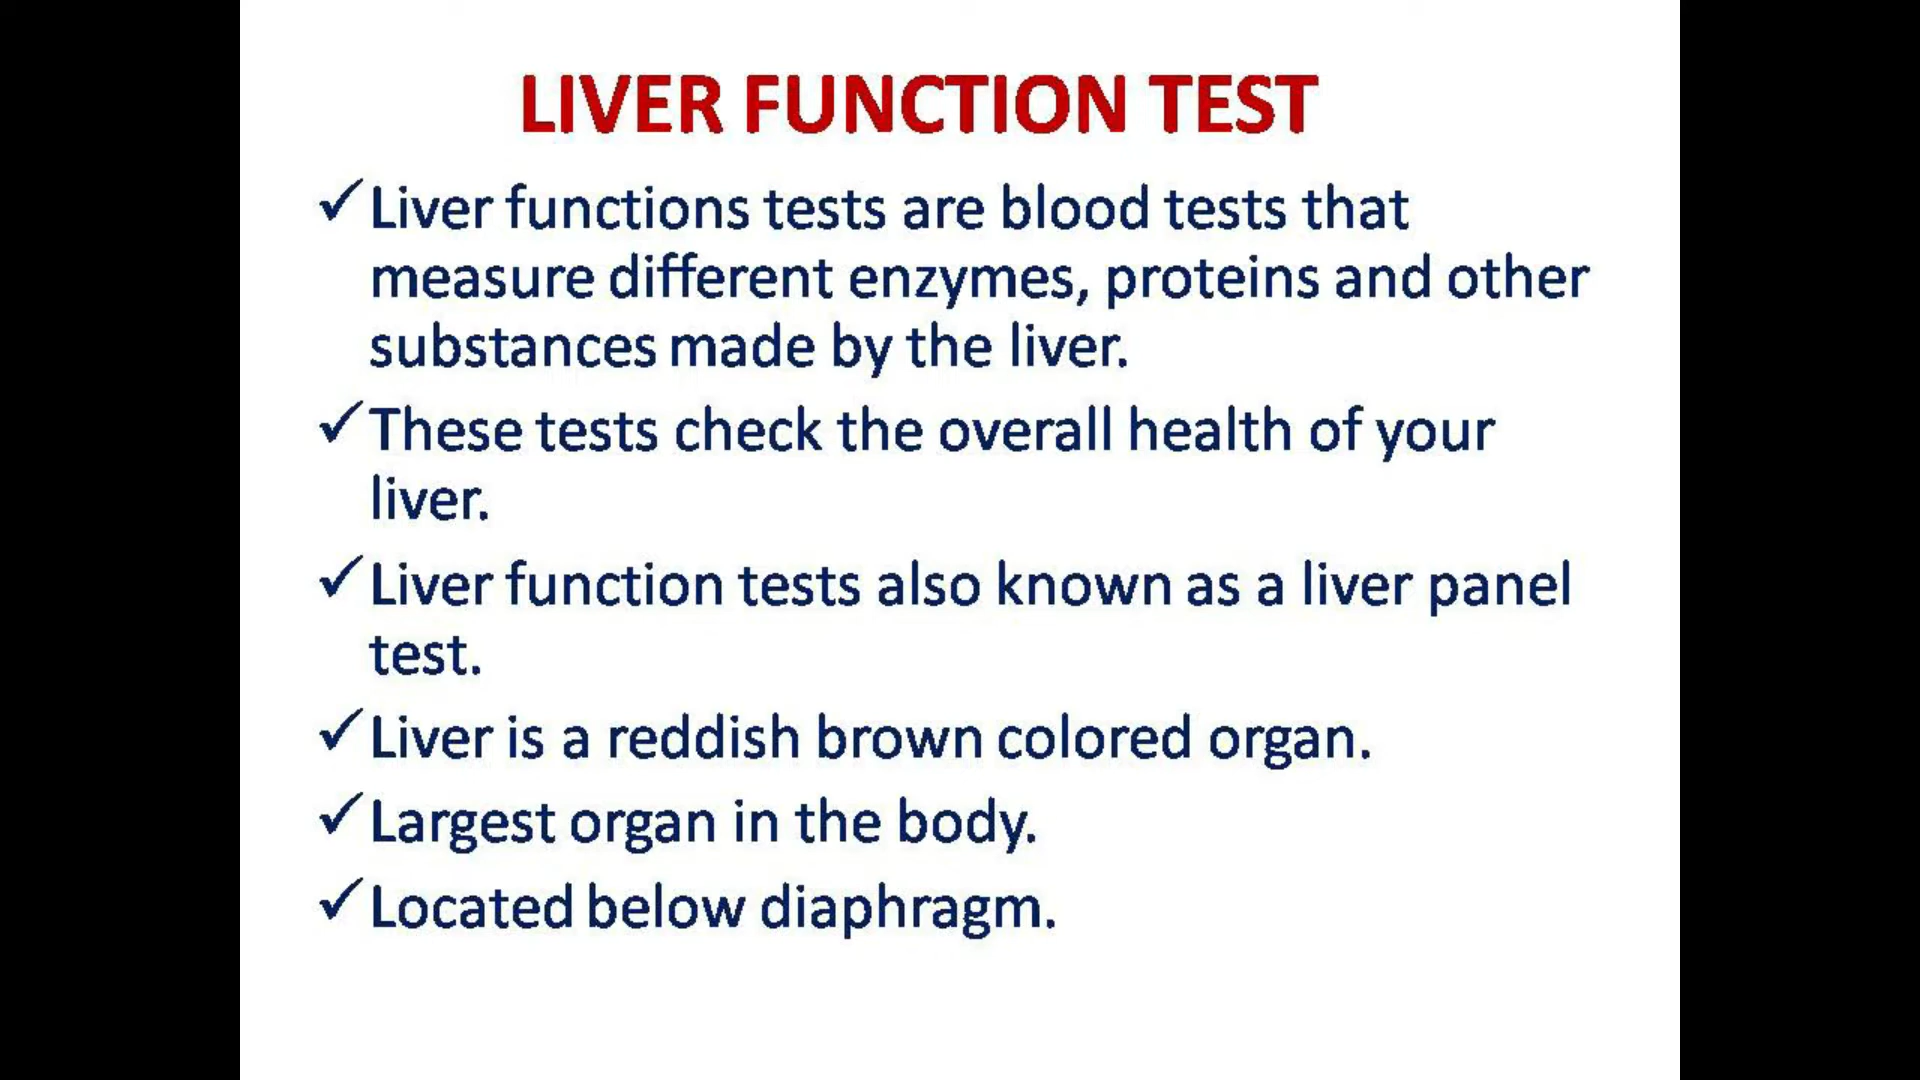 LIVER FUNCTION TEST
✓Liver functions tests are blood tests that
measure different enzymes, proteins and other
substances made by the liver.
✓These tests check the overall health of your
liver.
✓Liver function tests also known as a liver panel
test.
✓Liver is a reddish brown colored organ.
✓Largest organ in the body.
✓Located below diaphragm.